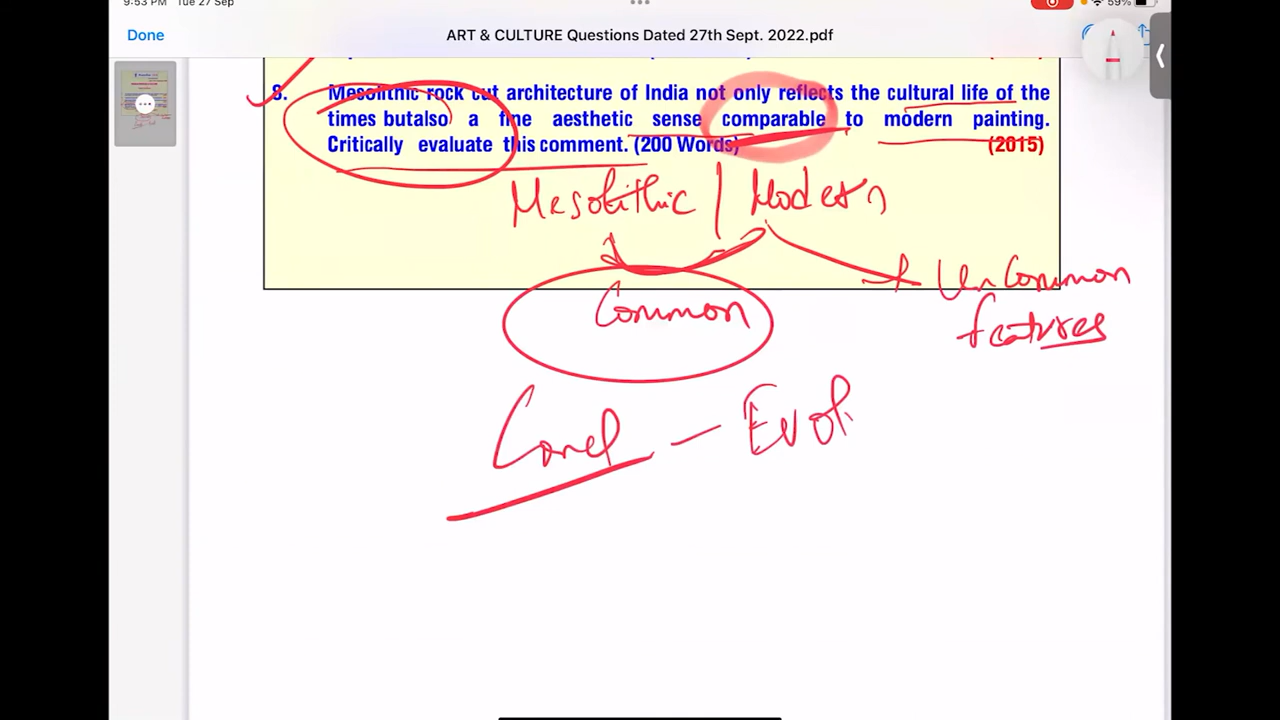 9:53 PM Tue 27 Sep
59%
Done
ART & CULTURE Questions Dated 27th Sept. 2022.pdf
8. Mesolithic rock cut architecture of India not only reflects the cultural life of the
times butalso a fine aesthetic sense comparable to modern painting.
Critically evaluate this comment. (200 Words)
(2015)
Mesolithic | Modern
Common
UnCommon
features
Concl — Evol